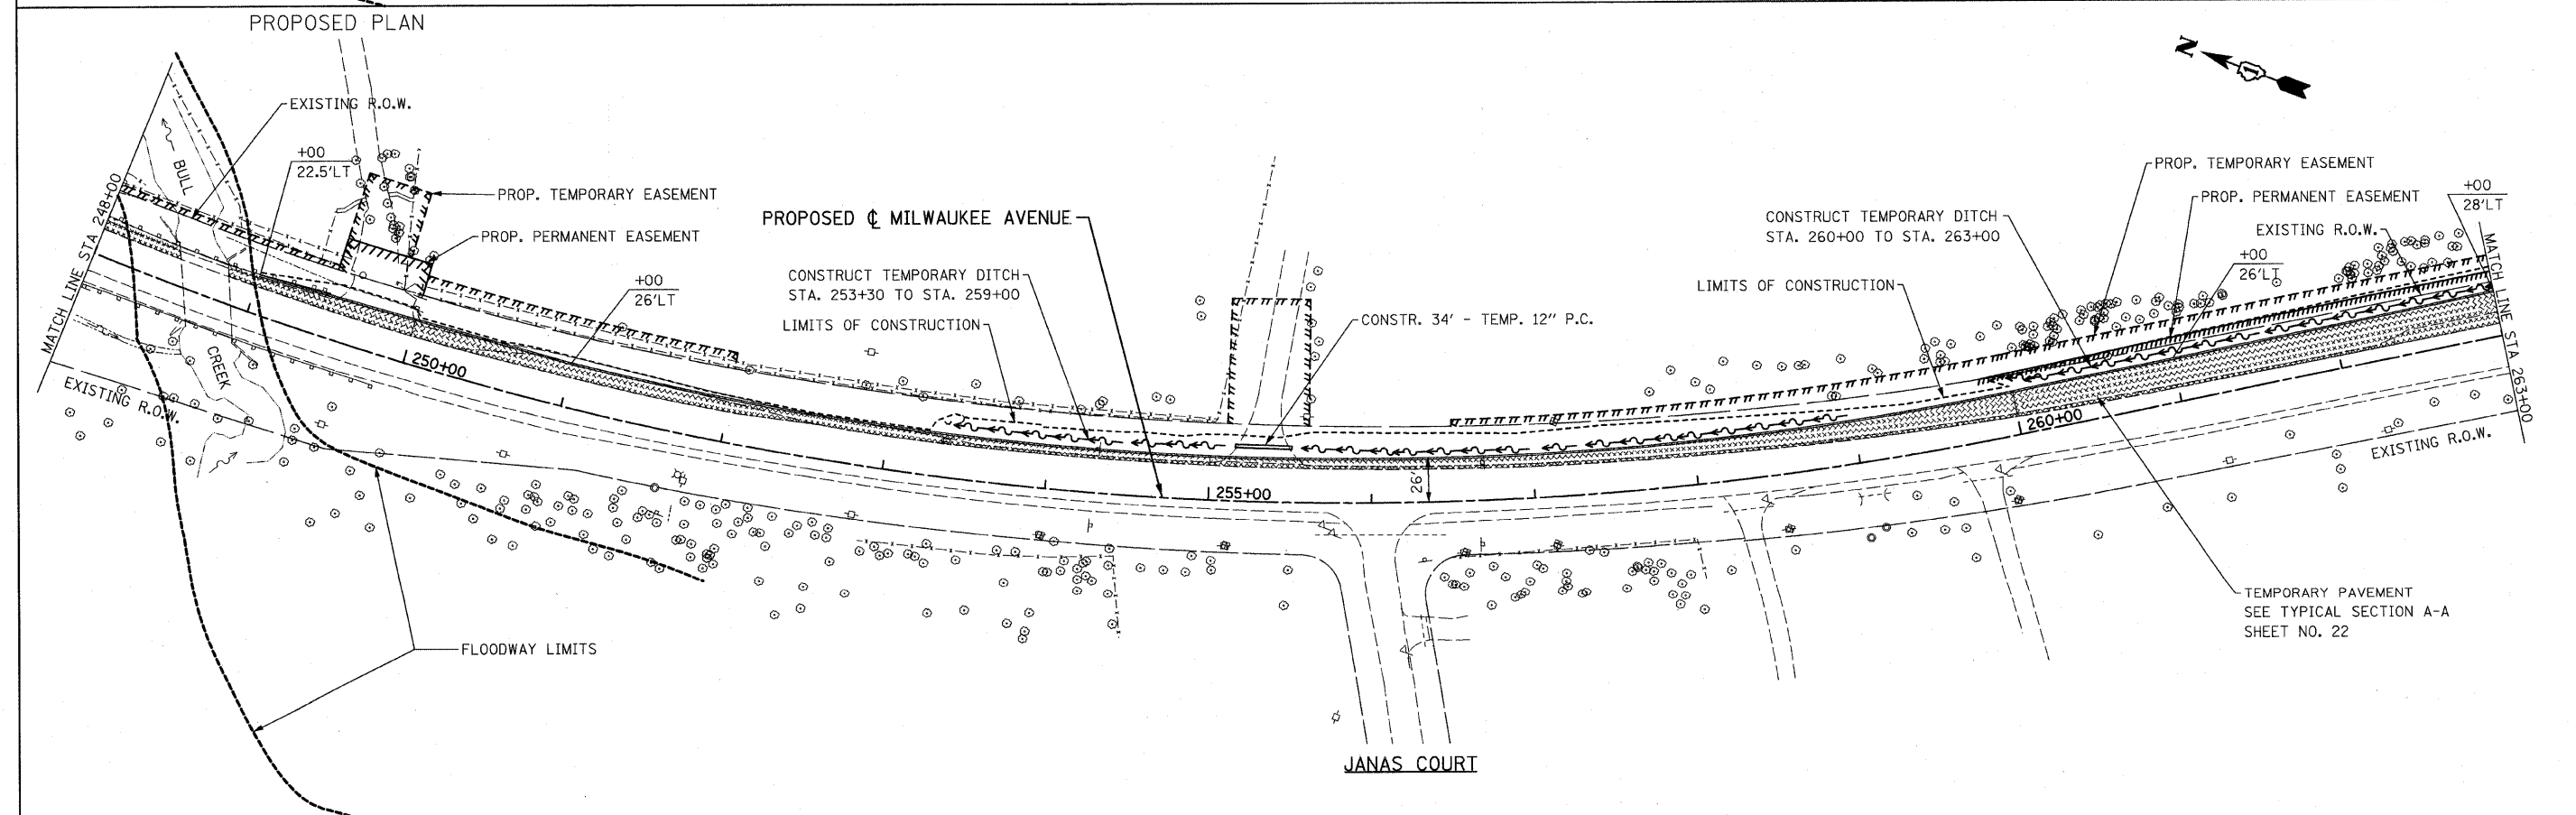 PROPOSED PLAN
N
EXISTING R.O.W.
+00
22.5'LT
BULL
CREEK
MATCH LINE STA 248+00
EXISTING R.O.W.
PROP. TEMPORARY EASEMENT
PROP. PERMANENT EASEMENT
+00
26'LT
250+00
FLOODWAY LIMITS
PROPOSED ℄ MILWAUKEE AVENUE
CONSTRUCT TEMPORARY DITCH
STA. 253+30 TO STA. 259+00
LIMITS OF CONSTRUCTION
CONSTR. 34' - TEMP. 12" P.C.
255+00
26'
JANAS COURT
CONSTRUCT TEMPORARY DITCH
STA. 260+00 TO STA. 263+00
LIMITS OF CONSTRUCTION
PROP. TEMPORARY EASEMENT
PROP. PERMANENT EASEMENT
EXISTING R.O.W.
+00
26'LT
+00
28'LT
MATCH LINE STA 263+00
260+00
EXISTING R.O.W.
TEMPORARY PAVEMENT
SEE TYPICAL SECTION A-A
SHEET NO. 22